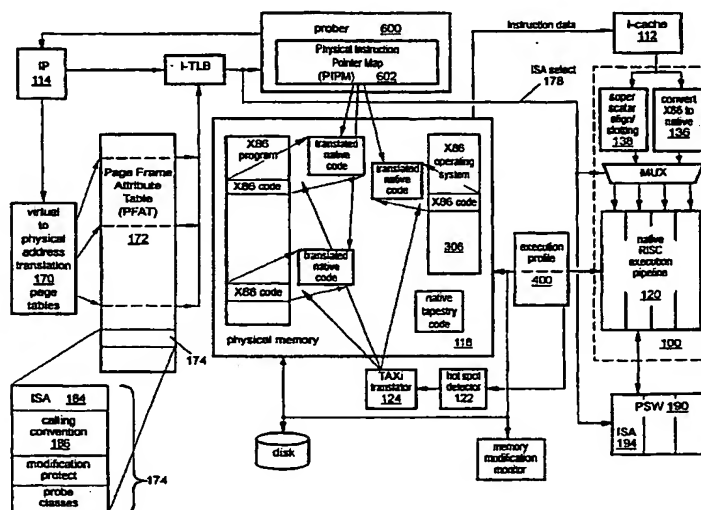 prober 600
Physical Instruction
Pointer Map
(PIPM) 602
IP
114
I-TLB
Instruction data
I-cache
112
ISA select
178
super
scalar
align/
slotting
138
convert
X86 to
native
136
MUX
X86
program
X86 code
translated
native
code
translated
native
code
X86
operating
system
X86 code
306
Page Frame
Attribute
Table
(PFAT)
172
virtual
to
physical
address
translation
170
page
tables
translated
native
code
X86 code
native
tapestry
code
physical memory
118
execution
profile
400
native
RISC
execution
pipeline
120
100
174
TAXi
translator
124
hot spot
detector
122
PSW 190
ISA
194
ISA 184
calling
convention
186
modification
protect
probe
classes
174
disk
memory
modification
monitor